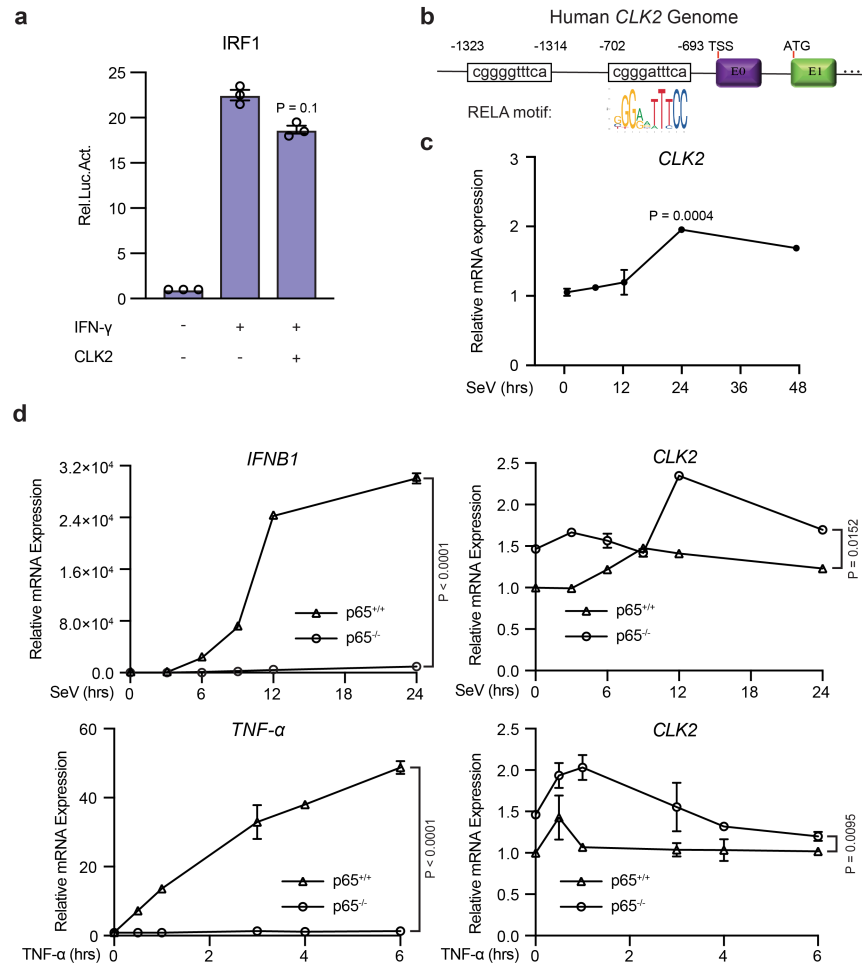 a
IRF1
Rel.Luc.Act.
25
20
15
10
5
0
P = 0.1
IFN-γ - + +
CLK2 - - +
b
Human CLK2 Genome
-1323 -1314 -702 -693 TSS ATG
cggggtttca cgggatttca E0 E1 ...
RELA motif: GGCAATTTCC
c
CLK2
Relative mRNA expression
3
2
1
0
P = 0.0004
SeV (hrs) 0 12 24 36 48
d
IFNB1
Relative mRNA Expression
3.2×10⁴
2.4×10⁴
1.6×10⁴
8.0×10⁴
0.0
p65+/+
p65-/-
P < 0.0001
SeV (hrs) 0 6 12 18 24
CLK2
Relative mRNA Expression
2.5
2.0
1.5
1.0
0.5
0.0
p65+/+
p65-/-
P = 0.0152
SeV (hrs) 0 6 12 18 24
TNF-α
Relative mRNA Expression
60
40
20
0
p65+/+
p65-/-
P < 0.0001
TNF-α (hrs) 0 2 4 6
CLK2
Relative mRNA Expression
2.5
2.0
1.5
1.0
0.5
0.0
p65+/+
p65-/-
P = 0.0095
TNF-α (hrs) 0 2 4 6